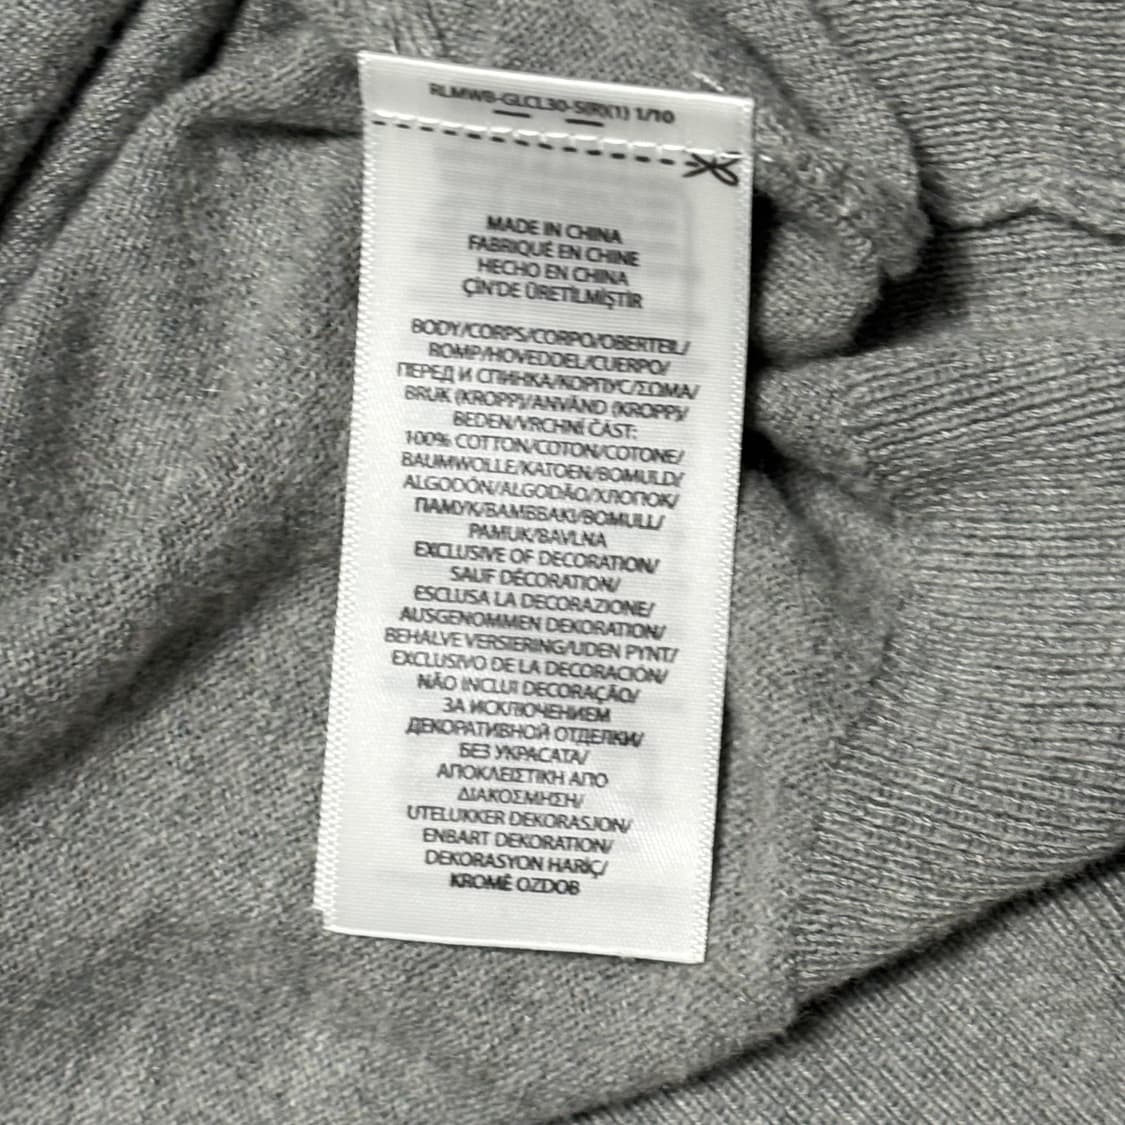 RLMWB-GLCL30-S(R)(1) 1/10
MADE IN CHINA
FABRIQUÉ EN CHINE
HECHO EN CHINA
ÇİN'DE ÜRETİLMİŞTİR
BODY/CORPS/CORPO/OBERTEIL/
ROMP/HOVEDDEL/CUERPO/
ПЕРЕД И СПИНКА/КОРПУС/ΣΩΜΑ/
BRUK (KROPP)/ANVÄND (KROPP)/
BEDEN/VRCHNÍ ČÁST:
100% COTTON/COTON/COTONE/
BAUMWOLLE/KATOEN/BOMULD/
ALGODÓN/ALGODÃO/ХЛОПОК/
ПАМУК/ΒΑΜΒΑΚΙ/BOMULL/
PAMUK/BAVLNA
EXCLUSIVE OF DECORATION/
SAUF DÉCORATION/
ESCLUSA LA DECORAZIONE/
AUSGENOMMEN DEKORATION/
BEHALVE VERSIERING/UDEN PYNT/
EXCLUSIVO DE LA DECORACIÓN/
NÃO INCLUI DECORAÇÃO/
ЗА ИСКЛЮЧЕНИЕМ
ДЕКОРАТИВНОЙ ОТДЕЛКИ/
БЕЗ УКРАСАТА/
ΑΠΟΚΛΕΙΣΤΙΚΗ ΑΠΟ
ΔΙΑΚΟΣΜΗΣΗ/
UTELUKKER DEKORASJON/
ENBART DEKORATION/
DEKORASYON HARİÇ/
KROMĚ OZDOB